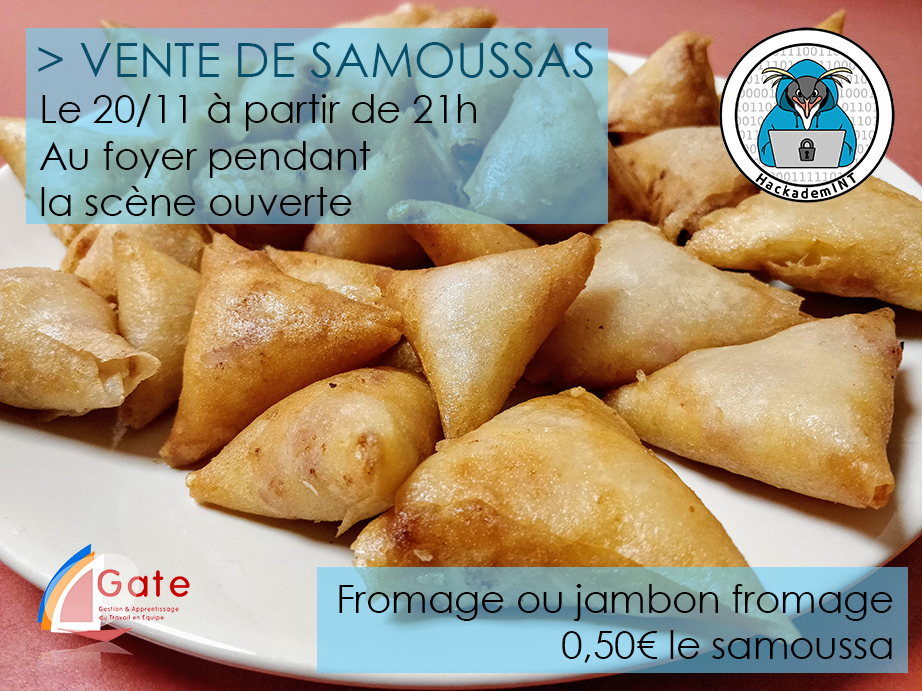 > VENTE DE SAMOUSSAS
Le 20/11 à partir de 21h
Au foyer pendant
la scène ouverte
HackademINT
Gate
Gestion & Apprentissage
du Travail en Equipe
Fromage ou jambon fromage
0,50€ le samoussa